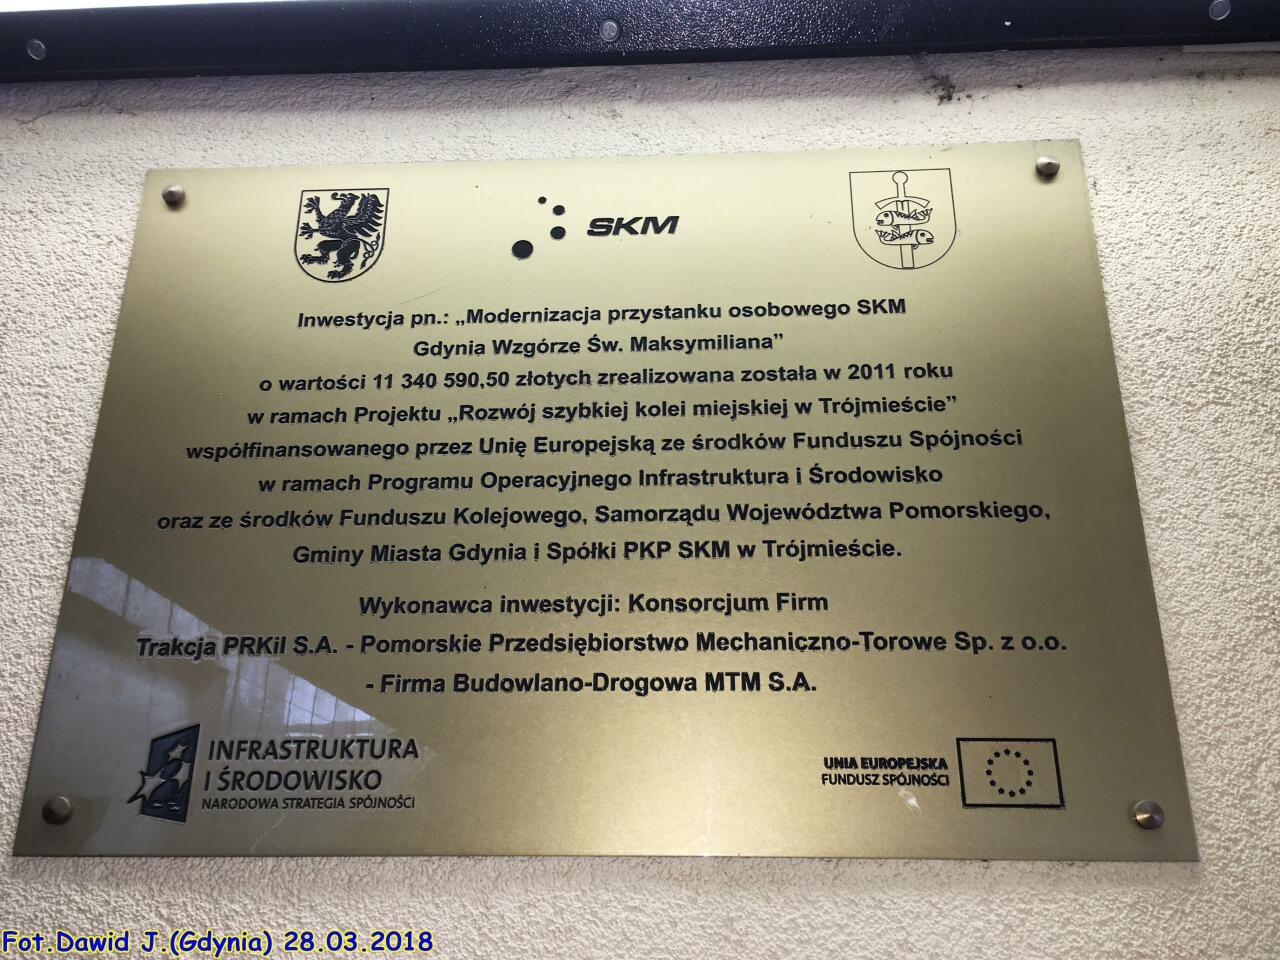 SKM
Inwestycja pn.: „Modernizacja przystanku osobowego SKM
Gdynia Wzgórze Św. Maksymiliana”
o wartości 11 340 590,50 złotych zrealizowana została w 2011 roku
w ramach Projektu „Rozwój szybkiej kolei miejskiej w Trójmieście”
współfinansowanego przez Unię Europejską ze środków Funduszu Spójności
w ramach Programu Operacyjnego Infrastruktura i Środowisko
oraz ze środków Funduszu Kolejowego, Samorządu Województwa Pomorskiego,
Gminy Miasta Gdynia i Spółki PKP SKM w Trójmieście.
Wykonawca inwestycji: Konsorcjum Firm
Trakcja PRKiI S.A. - Pomorskie Przedsiębiorstwo Mechaniczno-Torowe Sp. z o.o.
- Firma Budowlano-Drogowa MTM S.A.
INFRASTRUKTURA
I ŚRODOWISKO
NARODOWA STRATEGIA SPÓJNOŚCI
UNIA EUROPEJSKA
FUNDUSZ SPÓJNOŚCI
Fot.Dawid J.(Gdynia) 28.03.2018